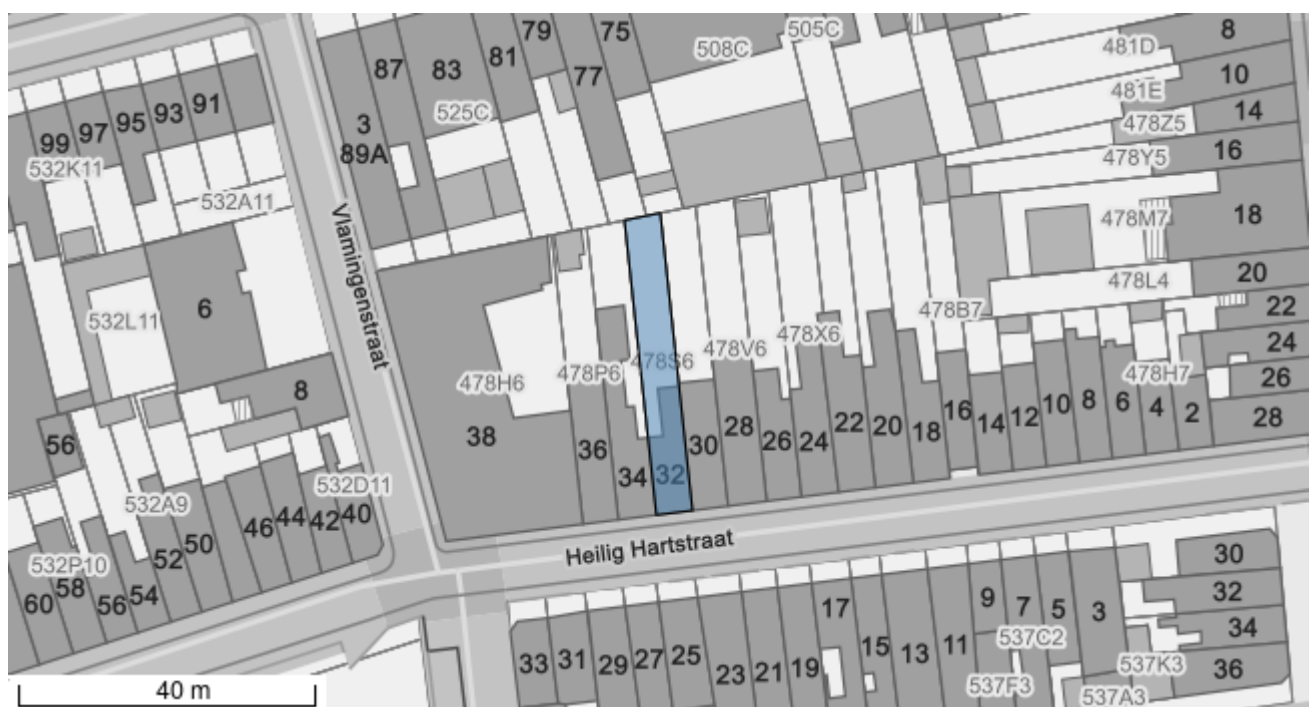 79
75
505C
87
83
81
508C
481D
8
77
481E
10
99
97
95
93
91
3
89A
525C
478Z5
14
532K11
478Y5
16
532A11
478M7
18
Vlamingenstraat
6
532L11
478L4
20
478B7
22
478X6
478V6
478S6
478P6
478H6
24
478H7
8
26
56
38
36
34
32
30
28
26
24
22
20
18
16
14
12
10
8
6
4
2
28
532D11
532A9
46
44
42
40
50
52
532P10
58
60
56
54
Heilig Hartstraat
30
32
34
36
17
9
7
5
3
33
31
29
27
25
23
21
19
15
13
11
537C2
537K3
537F3
537A3
40 m